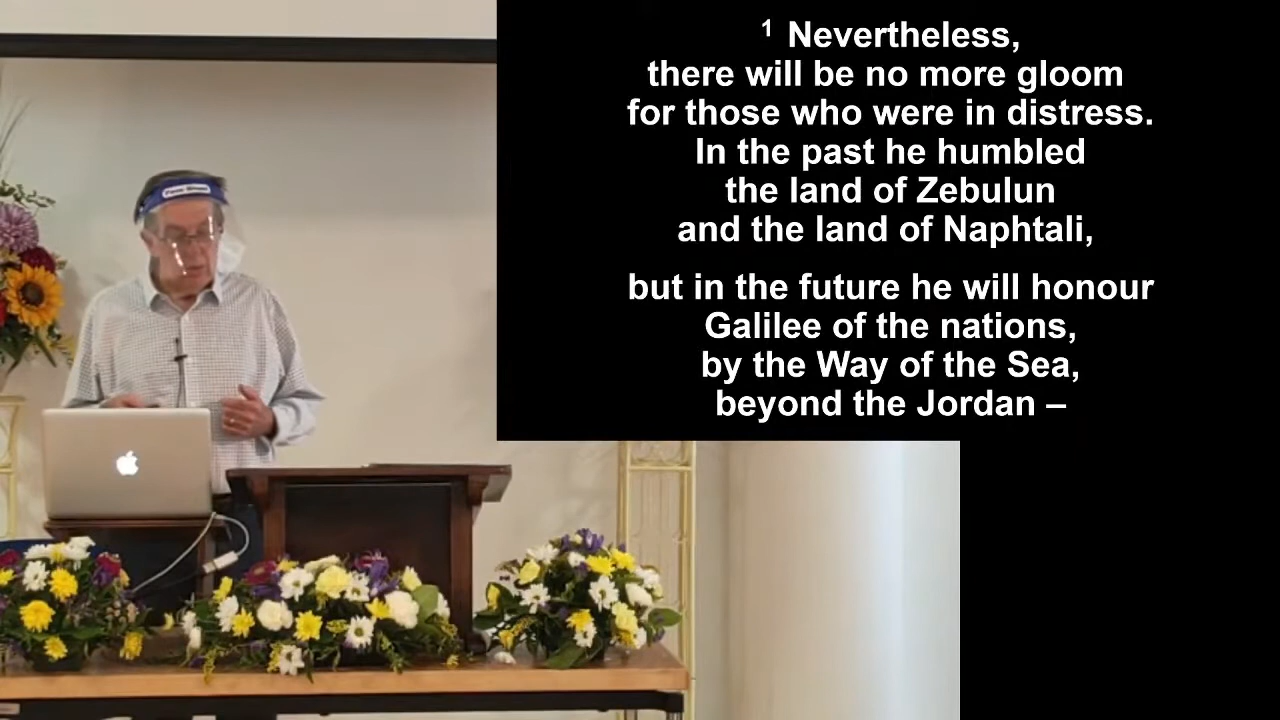 1 Nevertheless,
there will be no more gloom
for those who were in distress.
In the past he humbled
the land of Zebulun
and the land of Naphtali,
but in the future he will honour
Galilee of the nations,
by the Way of the Sea,
beyond the Jordan –